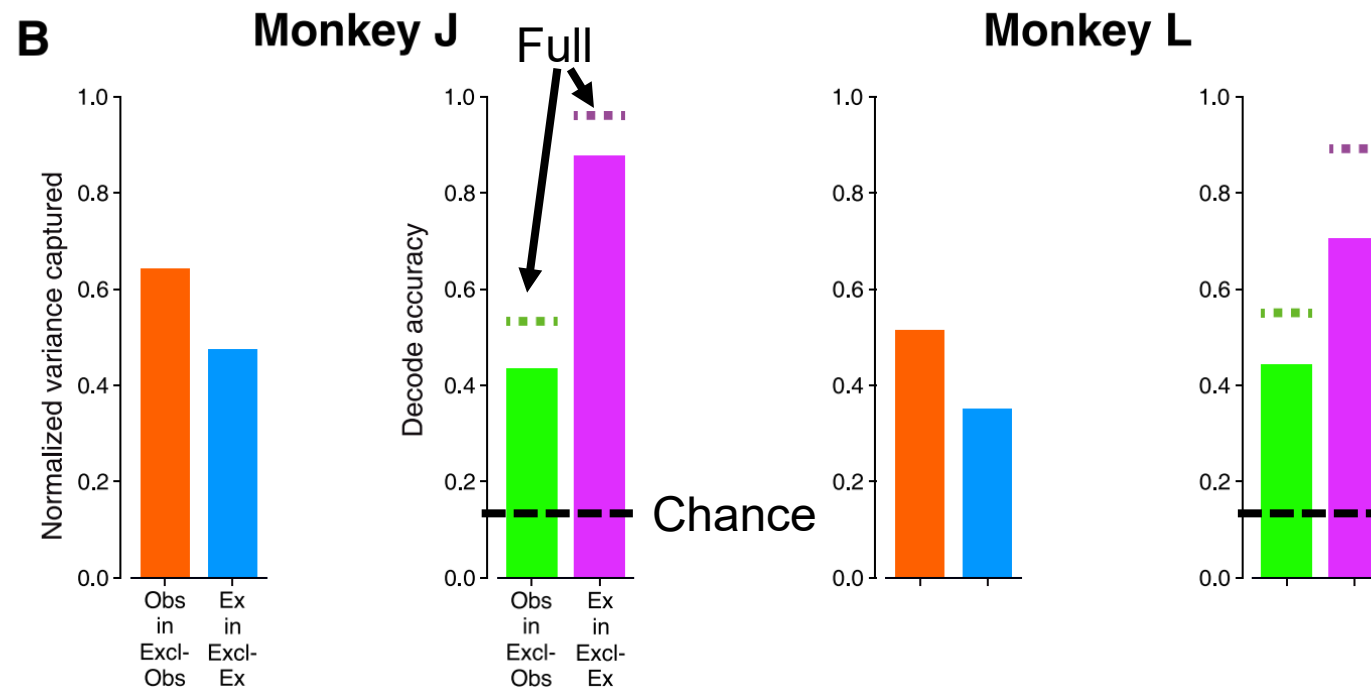 B
Monkey J
Full
Monkey L
Normalized variance captured
1.0
0.8
0.6
0.4
0.2
0.0
Obs
in
Excl-
Obs
Ex
in
Excl-
Ex
Decode accuracy
1.0
0.8
0.6
0.4
0.2
0.0
Chance
Obs
in
Excl-
Obs
Ex
in
Excl-
Ex
1.0
0.8
0.6
0.4
0.2
0.0
1.0
0.8
0.6
0.4
0.2
0.0